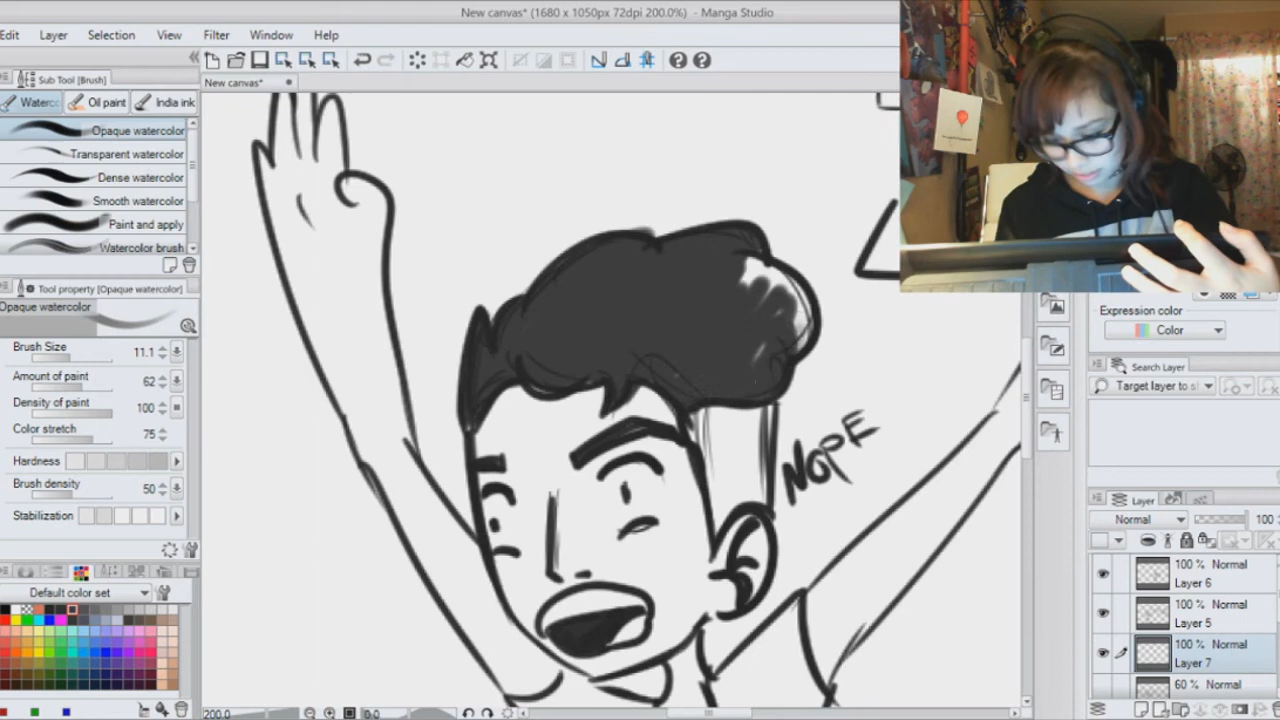 New canvas* (1680 x 1050px 72dpi 200.0%) - Manga Studio
Edit Layer Selection View Filter Window Help
Sub Tool [Brush]
New canvas*
Oil paint India ink
Opaque watercolor
Transparent watercolor
Dense watercolor
Smooth watercolor
Paint and apply
Watercolor brush
Tool property [Opaque watercolor]
Opaque watercolor
Brush Size 11.1
Amount of paint 62
Density of paint 100
Color stretch 75
Hardness
Brush density 50
Stabilization
Default color set
NOPE
200.0
0.0
Expression color
Color
Search Layer
Target layer to
Layer
Normal 100
100 % Normal
Layer 6
100 % Normal
Layer 5
100 % Normal
Layer 7
60 % Normal